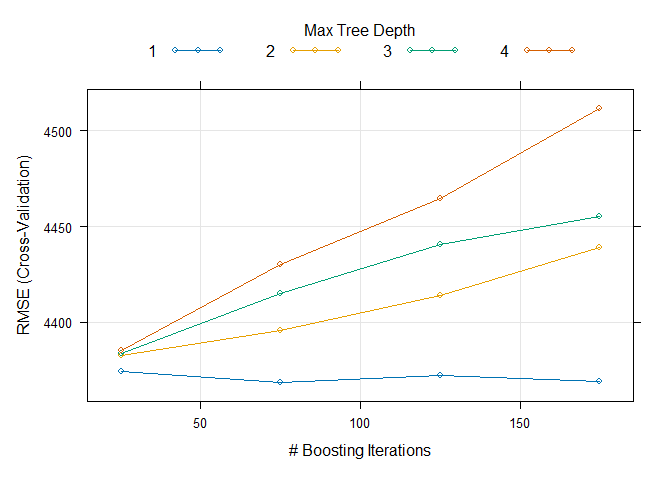 Max Tree Depth
1 2 3 4
4500
4450
4400
RMSE (Cross-Validation)
50 100 150
# Boosting Iterations